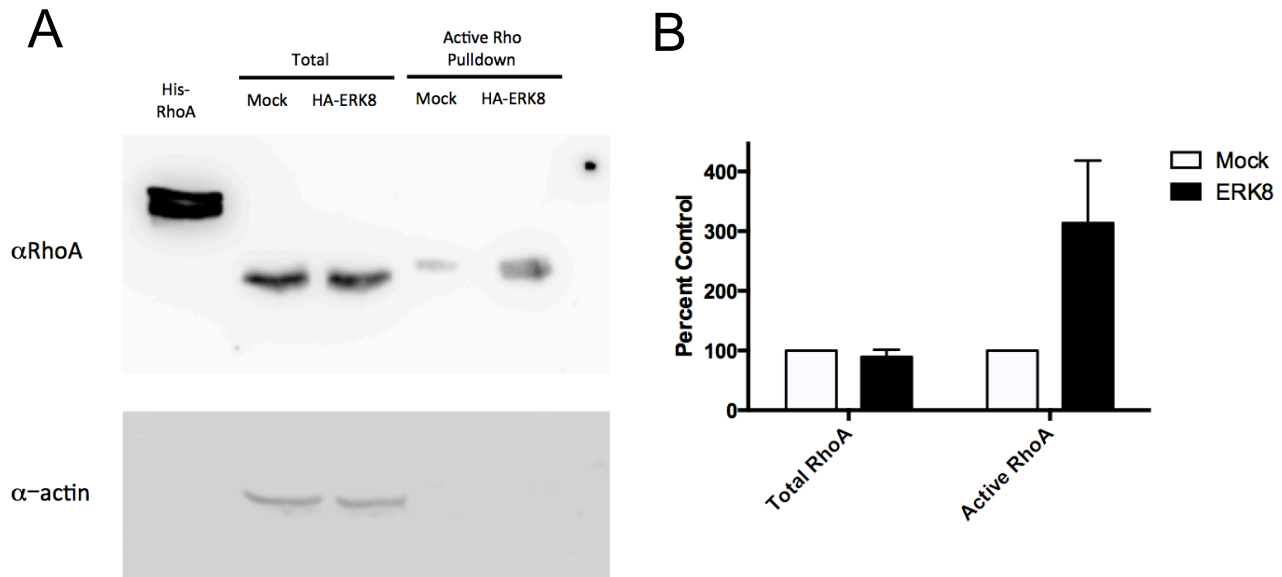 A
Total
Active Rho
Pulldown
His-
RhoA
Mock
HA-ERK8
Mock
HA-ERK8
αRhoA
α−actin
B
Percent Control
400
300
200
100
0
Total RhoA
Active RhoA
Mock
ERK8